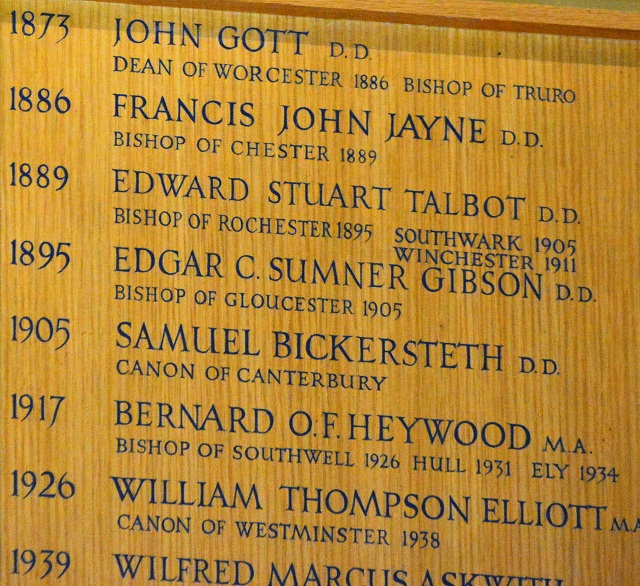 1873 JOHN GOTT D.D.
DEAN OF WORCESTER 1886 BISHOP OF TRURO
1886 FRANCIS JOHN JAYNE D.D.
BISHOP OF CHESTER 1889
1889 EDWARD STUART TALBOT D.D.
BISHOP OF ROCHESTER 1895 SOUTHWARK 1905
WINCHESTER 1911
1895 EDGAR C. SUMNER GIBSON D.D.
BISHOP OF GLOUCESTER 1905
1905 SAMUEL BICKERSTETH D.D.
CANON OF CANTERBURY
1917 BERNARD O.F. HEYWOOD M.A.
BISHOP OF SOUTHWELL 1926 HULL 1931 ELY 1934
1926 WILLIAM THOMPSON ELLIOTT M.A
CANON OF WESTMINSTER 1938
1939 WILFRED MARCUS ASKWITH